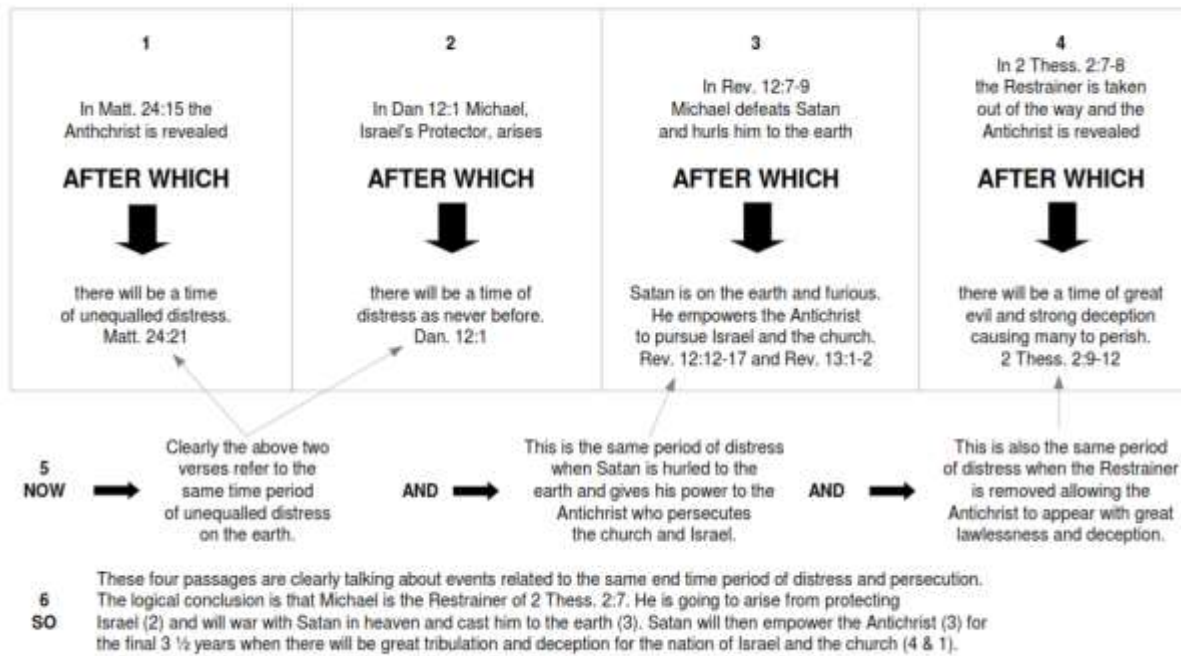 1
In Matt. 24:15 the
Anthchrist is revealed
AFTER WHICH
there will be a time
of unequalled distress.
Matt. 24:21
2
In Dan 12:1 Michael,
Israel's Protector, arises
AFTER WHICH
there will be a time of
distress as never before.
Dan. 12:1
3
In Rev. 12:7-9
Michael defeats Satan
and hurls him to the earth
AFTER WHICH
Satan is on the earth and furious.
He empowers the Antichrist
to pursue Israel and the church.
Rev. 12:12-17 and Rev. 13:1-2
4
In 2 Thess. 2:7-8
the Restrainer is taken
out of the way and the
Antichrist is revealed
AFTER WHICH
there will be a time of great
evil and strong deception
causing many to perish.
2 Thess. 2:9-12
5
NOW
Clearly the above two
verses refer to the
same time period
of unequalled distress
on the earth.
AND
This is the same period of distress
when Satan is hurled to the
earth and gives his power to the
Antichrist who persecutes
the church and Israel.
AND
This is also the same period
of distress when the Restrainer
is removed allowing the
Antichrist to appear with great
lawlessness and deception.
6
SO
These four passages are clearly talking about events related to the same end time period of distress and persecution.
The logical conclusion is that Michael is the Restrainer of 2 Thess. 2:7. He is going to arise from protecting
Israel (2) and will war with Satan in heaven and cast him to the earth (3). Satan will then empower the Antichrist (3) for
the final 3 ½ years when there will be great tribulation and deception for the nation of Israel and the church (4 & 1).